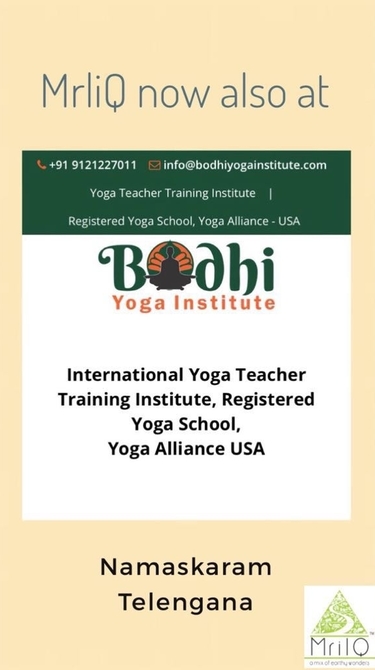 MrliQ now also at
+91 9121227011 info@bodhiyogainstitute.com
Yoga Teacher Training Institute |
Registered Yoga School, Yoga Alliance - USA
Bodhi
Yoga Institute
International Yoga Teacher
Training Institute, Registered
Yoga School,
Yoga Alliance USA
Namaskaram
Telengana
MriIQ
a mix of earthy wonders